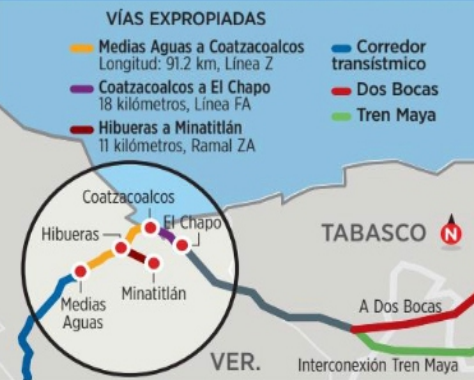 VÍAS EXPROPIADAS
Medias Aguas a Coatzacoalcos
Longitud: 91.2 km, Línea Z
Coatzacoalcos a El Chapo
18 kilómetros, Línea FA
Hibueras a Minatitlán
11 kilómetros, Ramal ZA
Corredor
transístmico
Dos Bocas
Tren Maya
Coatzacoalcos
El Chapo
Hibueras
TABASCO
N
Minatitlán
Medias
Aguas
A Dos Bocas
VER.
Interconexión Tren Maya